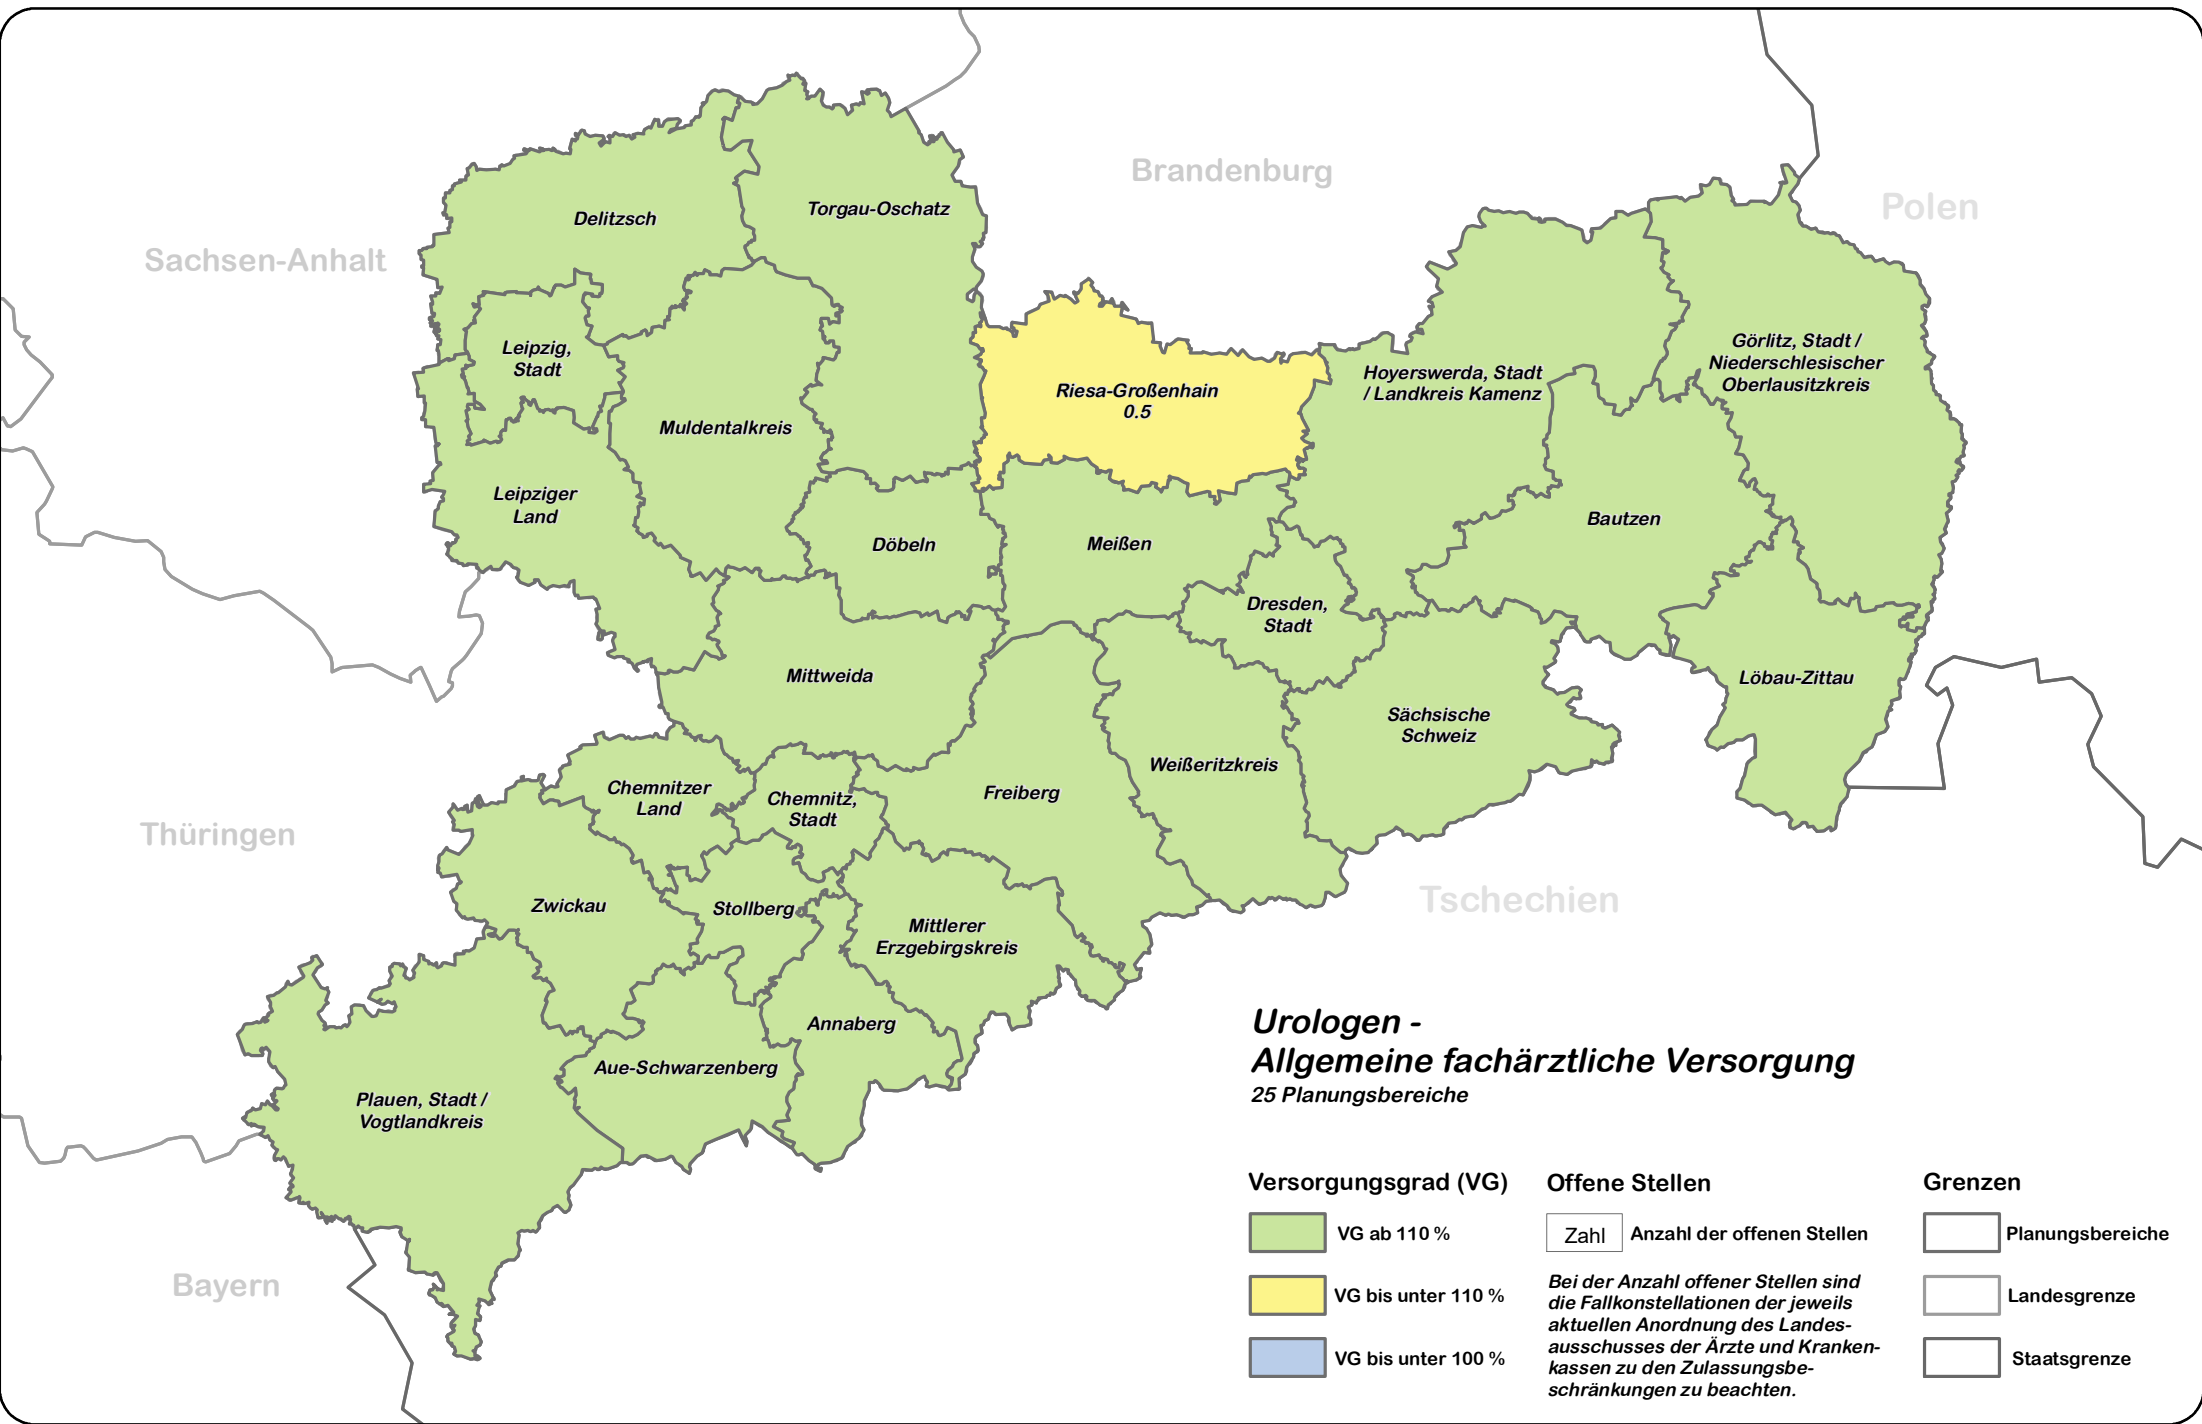 Brandenburg
Polen
Sachsen-Anhalt
Delitzsch
Torgau-Oschatz
Leipzig,
Stadt
Görlitz, Stadt /
Niederschlesischer
Oberlausitzkreis
Riesa-Großenhain
0.5
Hoyerswerda, Stadt
/ Landkreis Kamenz
Muldentalkreis
Leipziger
Land
Döbeln
Meißen
Bautzen
Dresden,
Stadt
Mittweida
Löbau-Zittau
Sächsische
Schweiz
Weißeritzkreis
Chemnitzer
Land
Chemnitz,
Stadt
Freiberg
Thüringen
Zwickau
Stollberg
Mittlerer
Erzgebirgskreis
Tschechien
Annaberg
Aue-Schwarzenberg
Plauen, Stadt /
Vogtlandkreis
Bayern
Urologen -
Allgemeine fachärztliche Versorgung
25 Planungsbereiche
Versorgungsgrad (VG)
VG ab 110 %
VG bis unter 110 %
VG bis unter 100 %
Offene Stellen
Zahl Anzahl der offenen Stellen
Bei der Anzahl offener Stellen sind
die Fallkonstellationen der jeweils
aktuellen Anordnung des Landes-
ausschusses der Ärzte und Kranken-
kassen zu den Zulassungsbe-
schränkungen zu beachten.
Grenzen
Planungsbereiche
Landesgrenze
Staatsgrenze